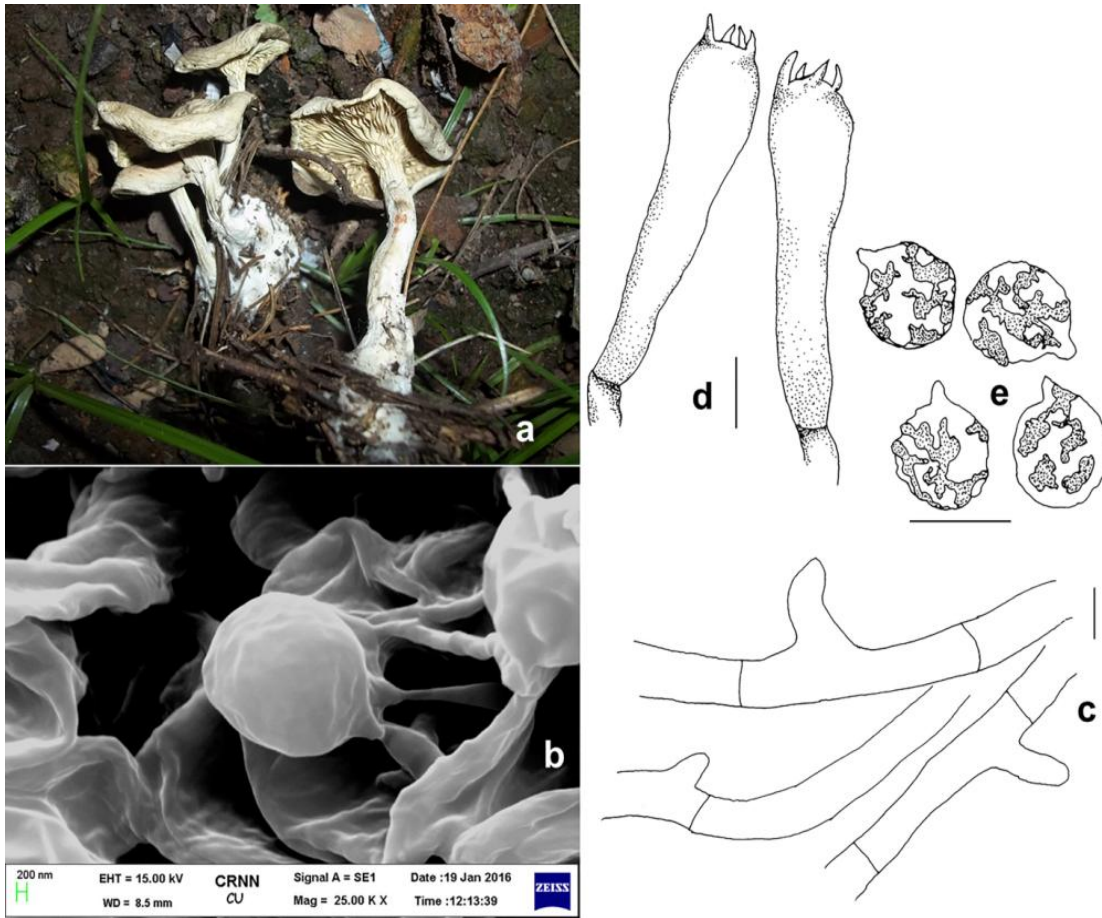 a
b
200 nm
EHT = 15.00 kV
WD = 8.5 mm
CRNN
CU
Signal A = SE1
Mag = 25.00 K X
Date :19 Jan 2016
Time :12:13:39
ZEISS
d
e
c